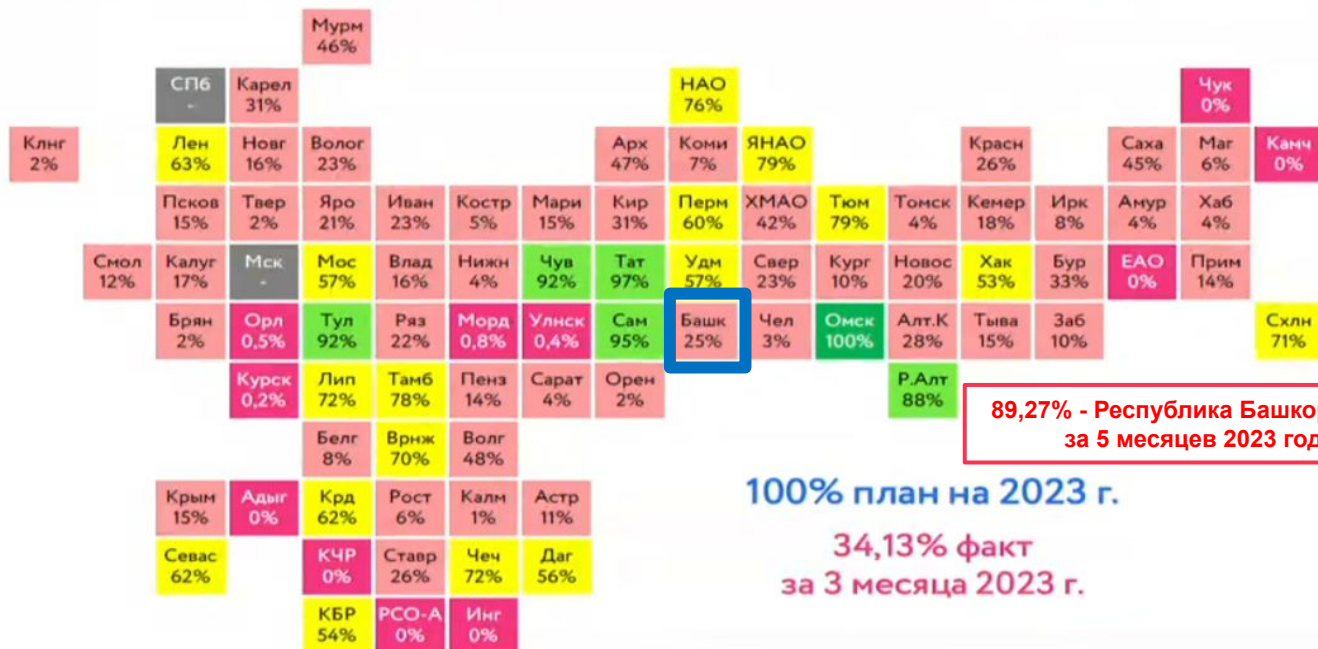 Мурм
46%
СПб
-
Карел
31%
НАО
76%
Чук
0%
Клнг
2%
Лен
63%
Новг
16%
Волог
23%
Арх
47%
Коми
7%
ЯНАО
79%
Красн
26%
Саха
45%
Маг
6%
Камч
0%
Псков
15%
Твер
2%
Яро
21%
Иван
23%
Костр
5%
Мари
15%
Кир
31%
Перм
60%
ХМАО
42%
Тюм
79%
Томск
4%
Кемер
18%
Ирк
8%
Амур
4%
Хаб
4%
Смол
12%
Калуг
17%
Мск
-
Мос
57%
Влад
16%
Нижн
4%
Чув
92%
Тат
97%
Удм
57%
Свер
23%
Кург
10%
Новос
20%
Хак
53%
Бур
33%
ЕАО
0%
Прим
14%
Брян
2%
Орл
0,5%
Тул
92%
Ряз
22%
Морд
0,8%
Улнск
0,4%
Сам
95%
Башк
25%
Чел
3%
Омск
100%
Алт.К
28%
Тыва
15%
Заб
10%
Схлн
71%
Курск
0,2%
Лип
72%
Тамб
78%
Пенз
14%
Сарат
4%
Орен
2%
Р.Алт
88%
89,27% - Республика Башко
за 5 месяцев 2023 год
Белг
8%
Врнж
70%
Волг
48%
Крым
15%
Адыг
0%
Крд
62%
Рост
6%
Калм
1%
Астр
11%
100% план на 2023 г.
Севас
62%
КЧР
0%
Ставр
26%
Чеч
72%
Даг
56%
34,13% факт
за 3 месяца 2023 г.
КБР
54%
РСО-А
0%
Инг
0%